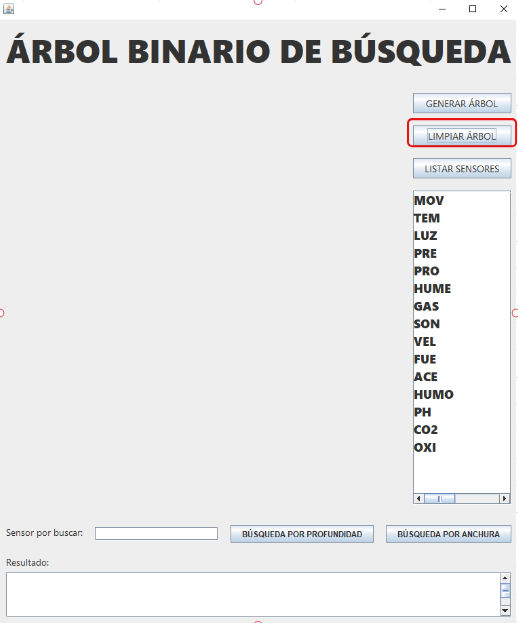 ÁRBOL BINARIO DE BÚSQUEDA
GENERAR ÁRBOL
LIMPIAR ÁRBOL
LISTAR SENSORES
MOV
TEM
LUZ
PRE
PRO
HUME
GAS
SON
VEL
FUE
ACE
HUMO
PH
CO2
OXI
Sensor por buscar:
BÚSQUEDA POR PROFUNDIDAD
BÚSQUEDA POR ANCHURA
Resultado: